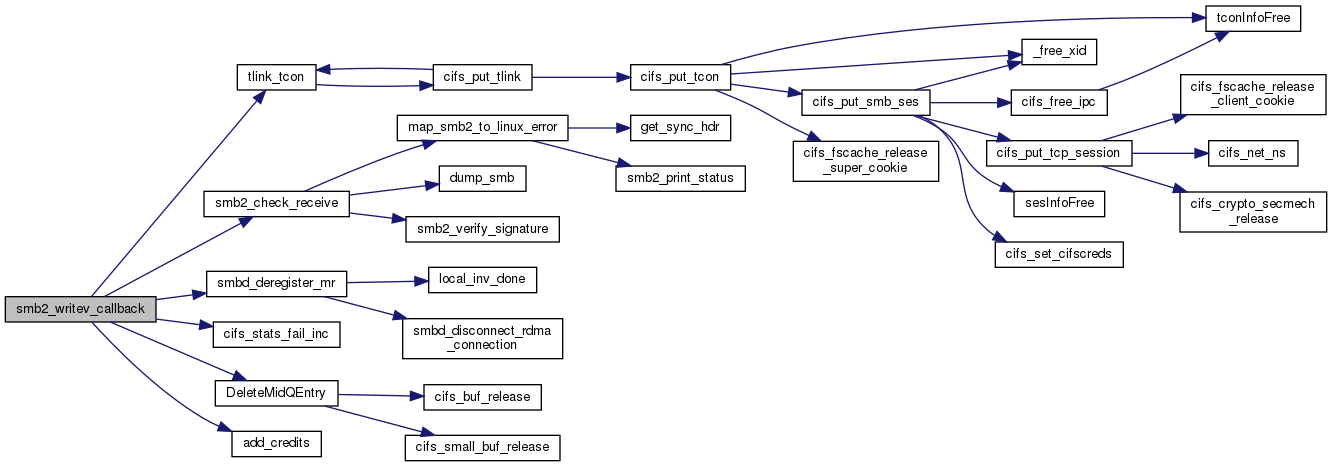 tconInfoFree
_free_xid
tlink_tcon
cifs_put_tlink
cifs_put_tcon
cifs_fscache_release
_client_cookie
cifs_put_smb_ses
cifs_free_ipc
map_smb2_to_linux_error
get_sync_hdr
cifs_fscache_release
_super_cookie
cifs_put_tcp_session
cifs_net_ns
dump_smb
smb2_print_status
smb2_check_receive
sesInfoFree
cifs_crypto_secmech
_release
smb2_verify_signature
cifs_set_cifscreds
smbd_deregister_mr
local_inv_done
smb2_writev_callback
cifs_stats_fail_inc
smbd_disconnect_rdma
_connection
DeleteMidQEntry
cifs_buf_release
add_credits
cifs_small_buf_release